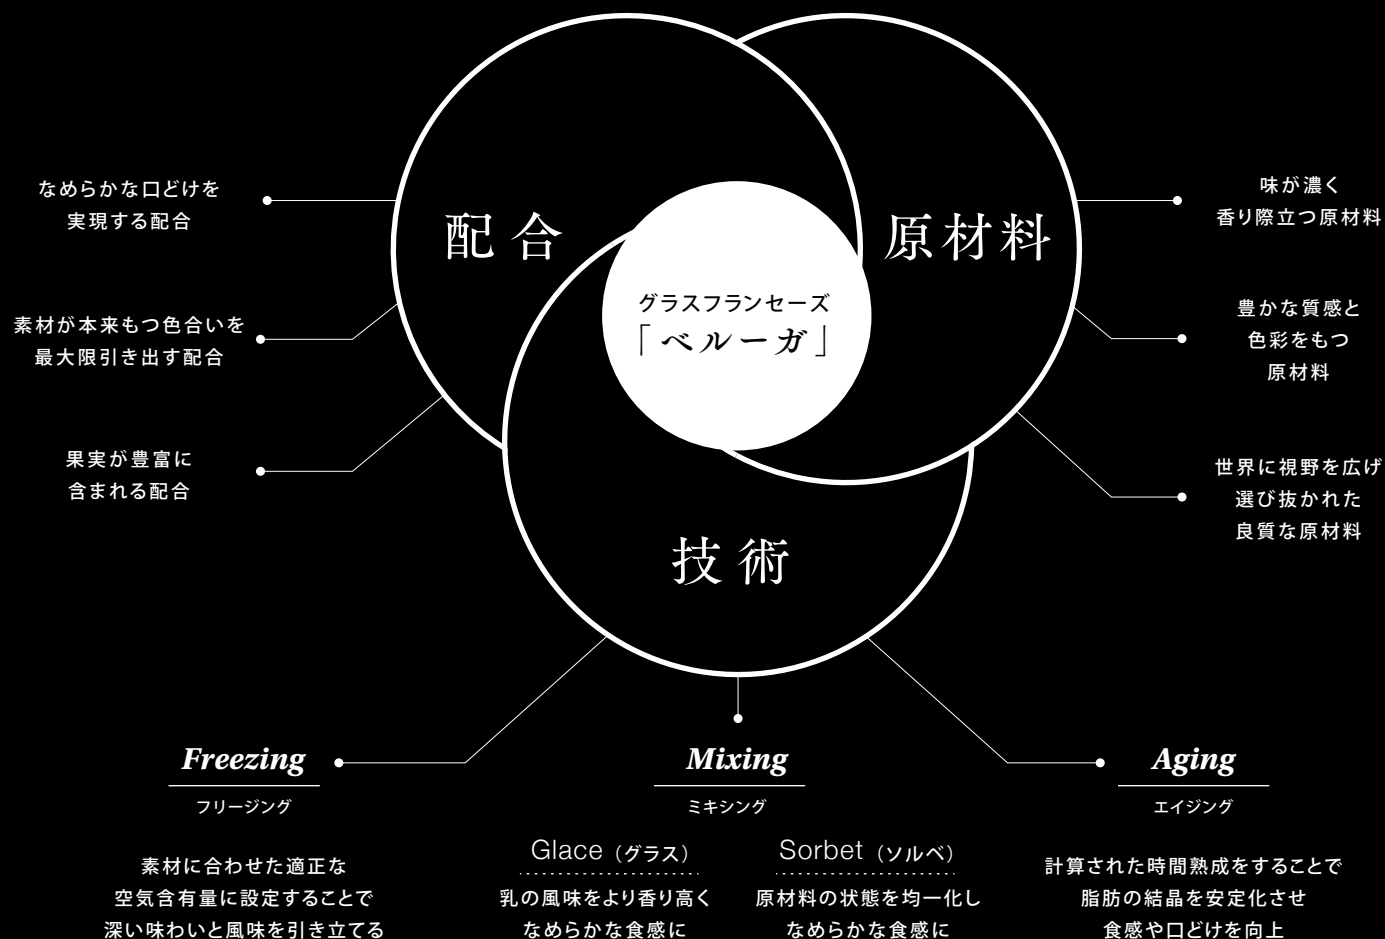 配合
原材料
グラスフランセーズ
「ベルーガ」
技術
なめらかな口どけを
実現する配合
素材が本来もつ色合いを
最大限引き出す配合
果実が豊富に
含まれる配合
味が濃く
香り際立つ原材料
豊かな質感と
色彩をもつ
原材料
世界に視野を広げ
選び抜かれた
良質な原材料
Freezing
フリージング
素材に合わせた適正な
空気含有量に設定することで
深い味わいと風味を引き立てる
Mixing
ミキシング
Glace（グラス）
乳の風味をより香り高く
なめらかな食感に
Sorbet（ソルベ）
原材料の状態を均一化し
なめらかな食感に
Aging
エイジング
計算された時間熟成をすることで
脂肪の結晶を安定化させ
食感や口どけを向上